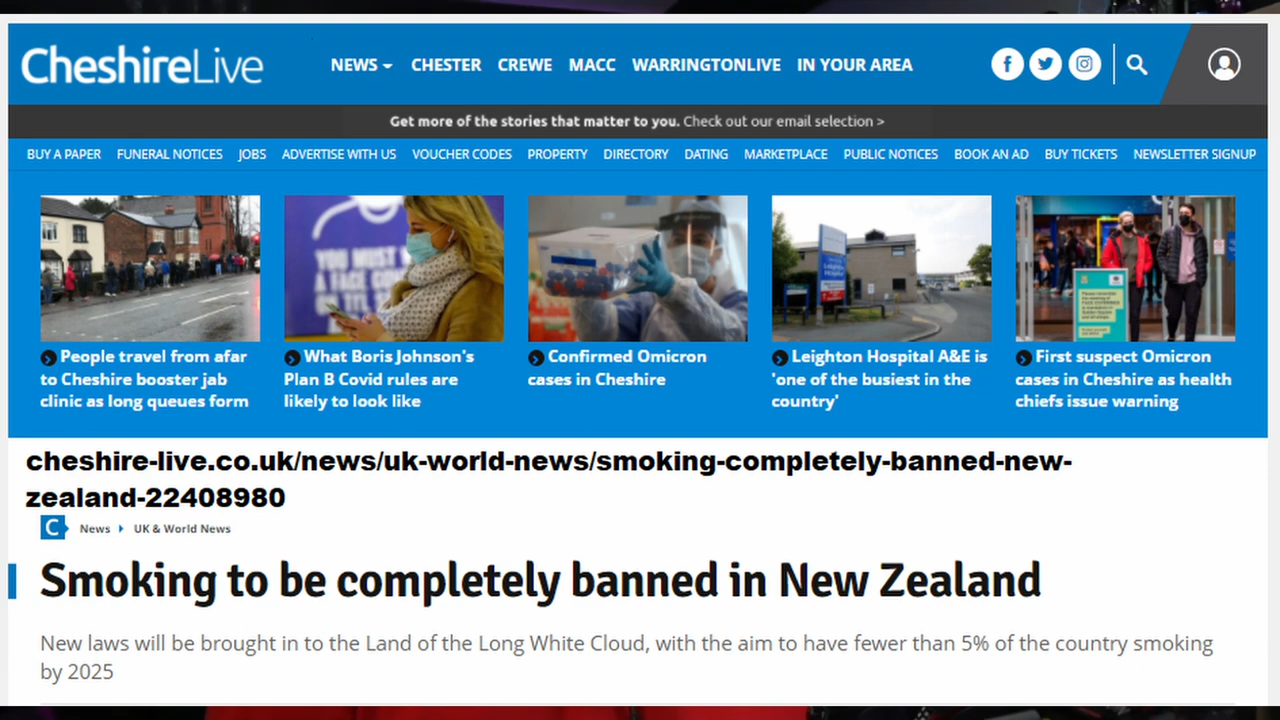 CheshireLive
NEWS CHESTER CREWE MACC WARRINGTONLIVE IN YOUR AREA
Get more of the stories that matter to you. Check out our email selection >
BUY A PAPER FUNERAL NOTICES JOBS ADVERTISE WITH US VOUCHER CODES PROPERTY DIRECTORY DATING MARKETPLACE PUBLIC NOTICES BOOK AN AD BUY TICKETS NEWSLETTER SIGNUP
YOU MUST
A FACE
People travel from afar
to Cheshire booster jab
clinic as long queues form
What Boris Johnson's
Plan B Covid rules are
likely to look like
Confirmed Omicron
cases in Cheshire
Leighton Hospital A&E is
'one of the busiest in the
country'
First suspect Omicron
cases in Cheshire as health
chiefs issue warning
cheshire-live.co.uk/news/uk-world-news/smoking-completely-banned-new-
zealand-22408980
C News UK & World News
Smoking to be completely banned in New Zealand
New laws will be brought in to the Land of the Long White Cloud, with the aim to have fewer than 5% of the country smoking
by 2025